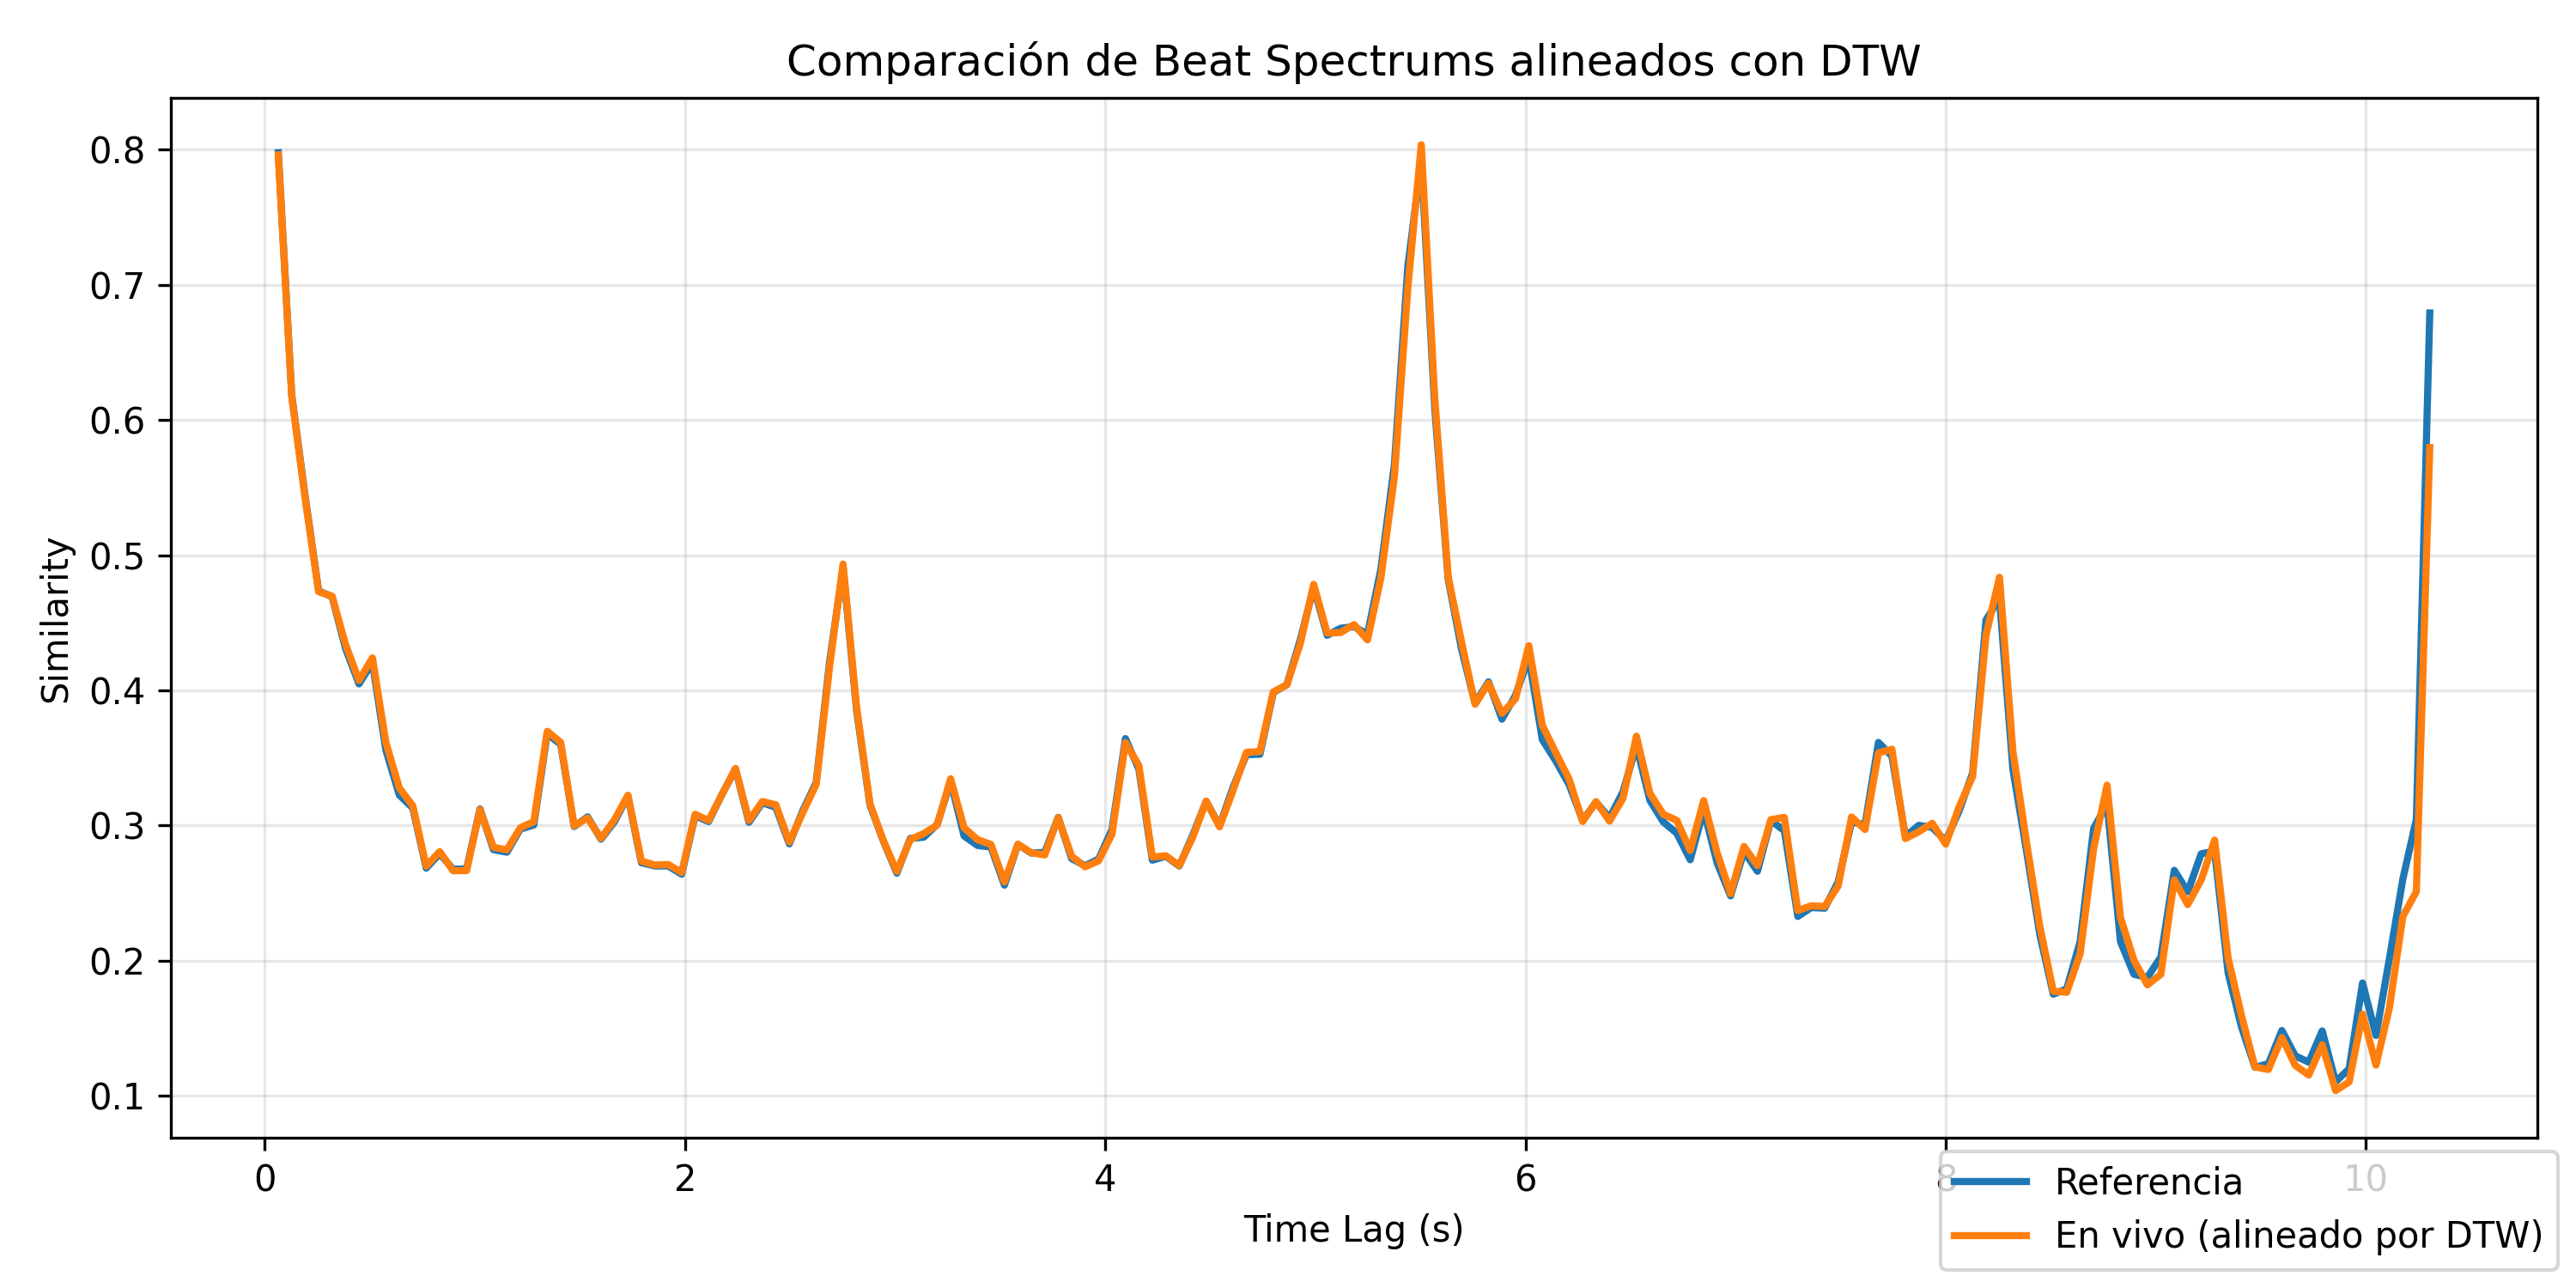 Comparación de Beat Spectrums alineados con DTW
Similarity
0.8
0.7
0.6
0.5
0.4
0.3
0.2
0.1
0 2 4 6 8 10
Time Lag (s)
Referencia
En vivo (alineado por DTW)